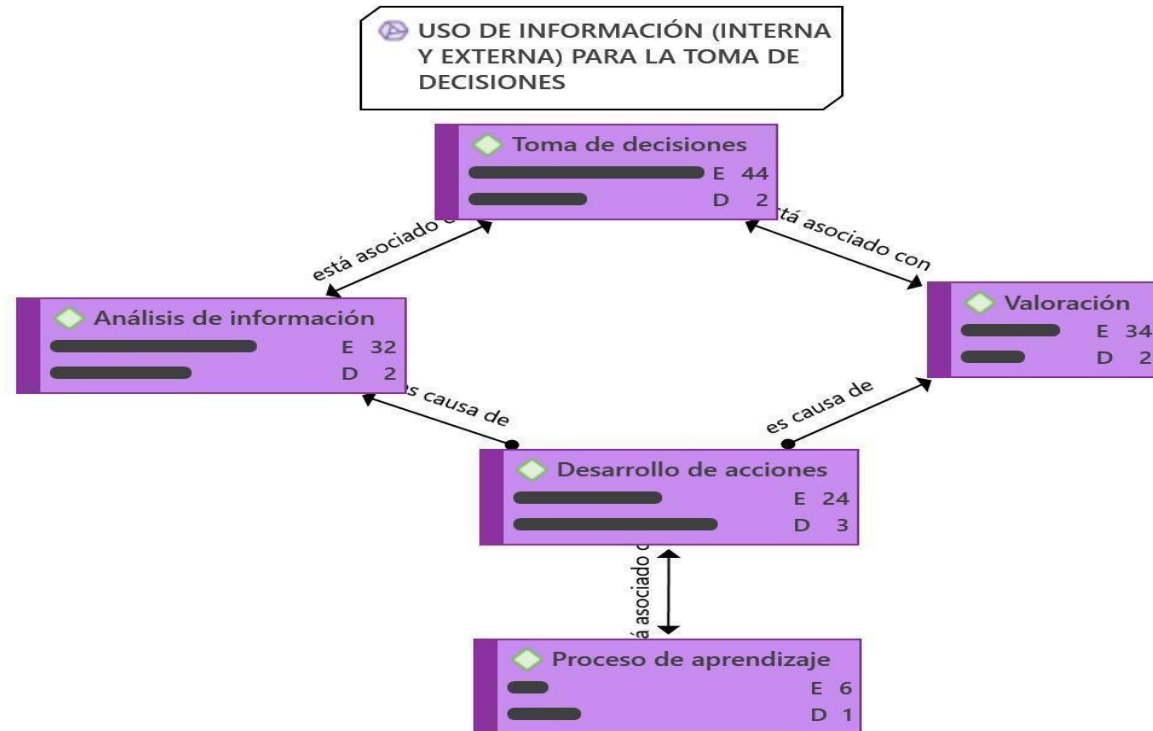 USO DE INFORMACIÓN (INTERNA
Y EXTERNA) PARA LA TOMA DE
DECISIONES
Toma de decisiones
E 44
D 2
está asociado
asociado con
Análisis de información
E 32
D 2
Valoración
E 34
D 2
causa de
es causa de
Desarrollo de acciones
E 24
D 3
asociado
Proceso de aprendizaje
E 6
D 1